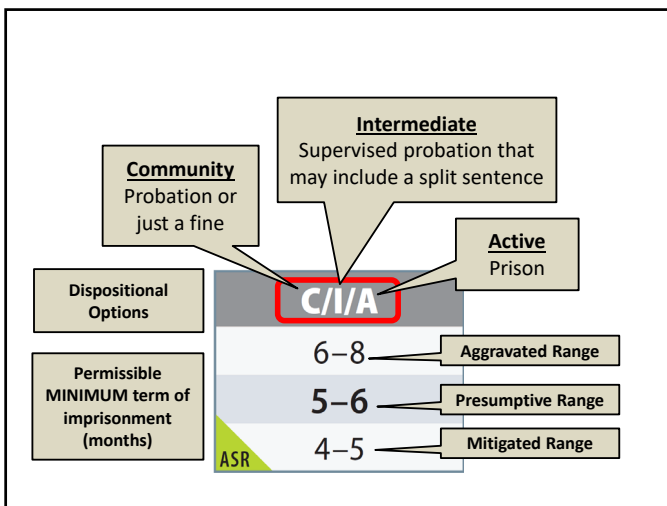 Intermediate
Supervised probation that
may include a split sentence
Community
Probation or
just a fine
Active
Prison
Dispositional
Options
C/I/A
6–8
Aggravated Range
Permissible
MINIMUM term of
imprisonment
(months)
5–6
Presumptive Range
4–5
Mitigated Range
ASR